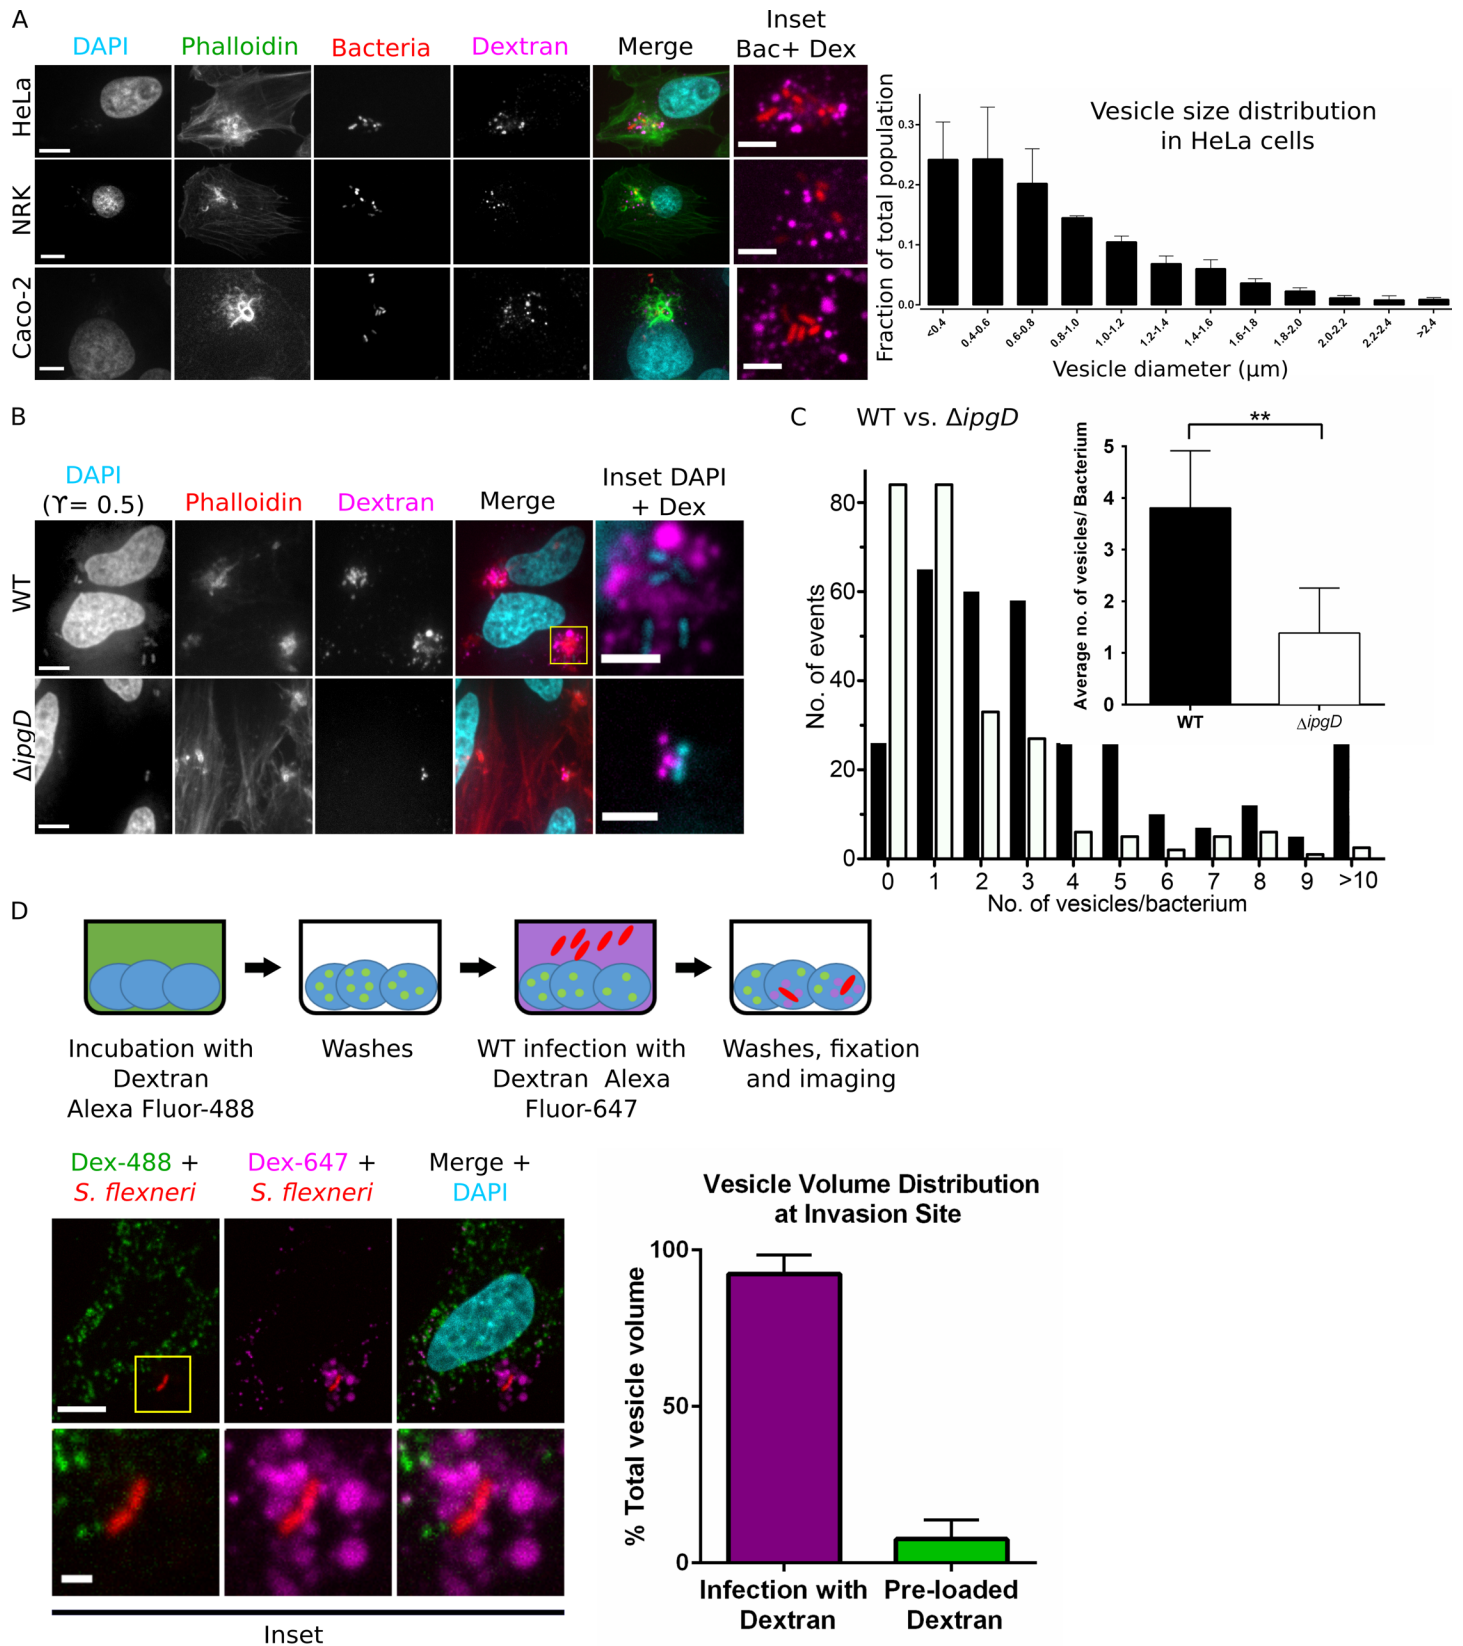 A
DAPI
Phalloidin
Bacteria
Dextran
Merge
Inset
Bac+ Dex
HeLa
NRK
Caco-2
Vesicle size distribution
in HeLa cells
Fraction of total population
0.3
0.2
0.1
0.0
<0.4
0.4-0.6
0.6-0.8
0.8-1.0
1.0-1.2
1.2-1.4
1.4-1.6
1.6-1.8
1.8-2.0
2.0-2.2
2.2-2.4
>2.4
Vesicle diameter (µm)
B
DAPI
(ϒ= 0.5)
Phalloidin
Dextran
Merge
Inset DAPI
+ Dex
WT
ΔipgD
C
WT vs. ΔipgD
No. of events
80
60
40
20
0
0 1 2 3 4 5 6 7 8 9 >10
No. of vesicles/bacterium
**
Average no. of vesicles/ Bacterium
5
4
3
2
1
0
WT
ΔipgD
D
Incubation with
Dextran
Alexa Fluor-488
Washes
WT infection with
Dextran Alexa
Fluor-647
Washes, fixation
and imaging
Dex-488 +
S. flexneri
Dex-647 +
S. flexneri
Merge +
DAPI
Inset
Vesicle Volume Distribution
at Invasion Site
% Total vesicle volume
100
50
0
Infection with
Dextran
Pre-loaded
Dextran